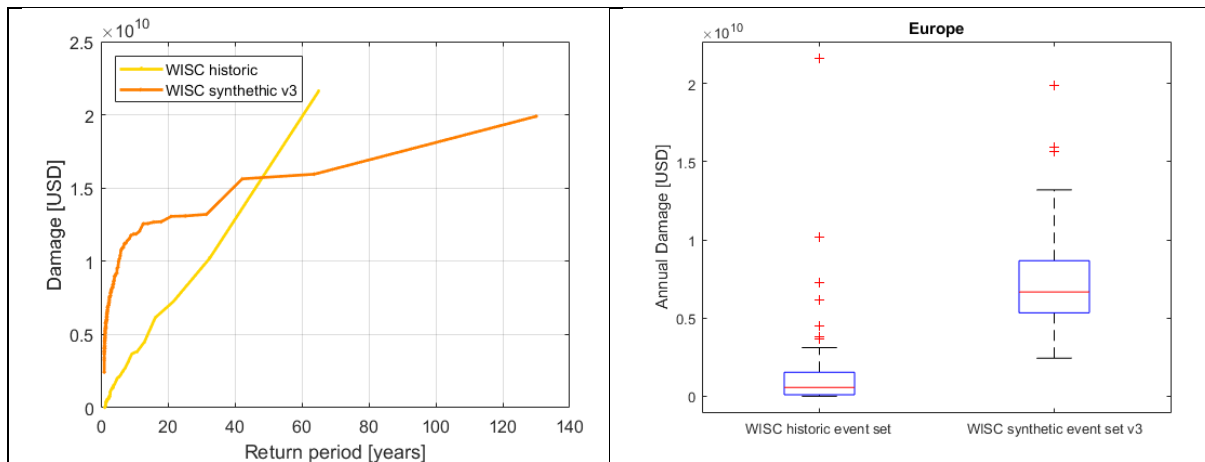 ×10^10
2.5
2
1.5
1
0.5
0
0
20
40
60
80
100
120
140
Damage [USD]
Return period [years]
WISC historic
WISC synthethic v3
Europe
×10^10
2
1.5
1
0.5
0
Annual Damage [USD]
WISC historic event set
WISC synthetic event set v3